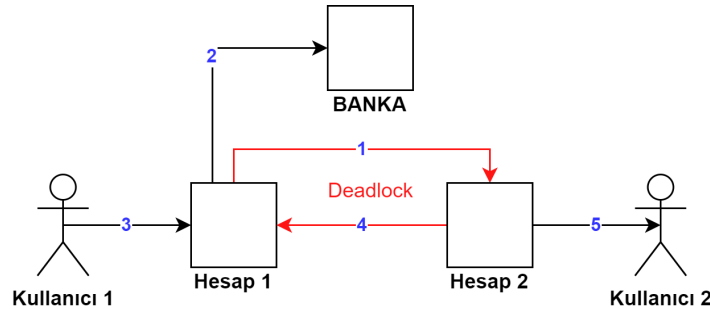 2
BANKA
1
Deadlock
3
4
5
Kullanıcı 1
Hesap 1
Hesap 2
Kullanıcı 2